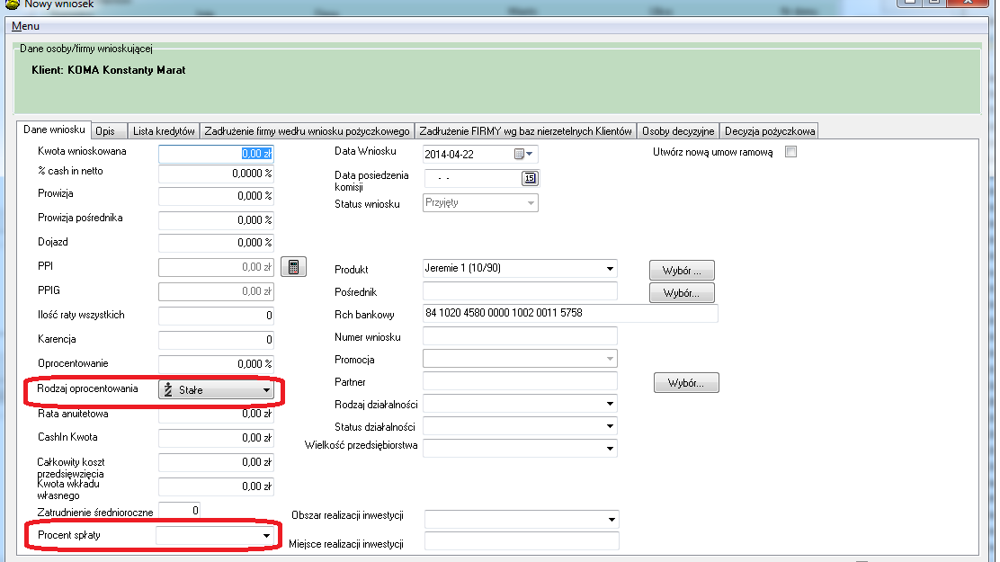 Nowy wniosek
Menu
Dane osoby/firmy wnioskującej
Klient: KOMA Konstanty Marat
Dane wniosku Opis Lista kredytów Zadłużenie firmy wedłu wniosku pożyczkowego Zadłużenie FIRMY wg baz nierzetelnych Klientów Osoby decyzyjne Decyzja pożyczkowa
Kwota wnioskowana 0,00 zł
% cash in netto 0,0000 %
Prowizja 0,000 %
Prowizja pośrednika 0,000 %
Dojazd 0,000 %
PPI 0,00 zł
PPIG 0,00 zł
Ilość raty wszystkich 0
Karencja 0
Oprocentowanie 0,000 %
Rodzaj oprocentowania Stałe
Rata anuitetowa 0,00 zł
CashIn Kwota 0,00 zł
Całkowity koszt
przedsięwzięcia 0,00 zł
Kwota wkładu
własnego 0,00 zł
Zatrudnienie średnioroczne 0
Procent spłaty
Data Wniosku 2014-04-22
Data posiedzenia
komisji - - 15
Status wniosku Przyjęty
Produkt Jeremie 1 (10/90) Wybór ...
Pośrednik Wybór...
Rch bankowy 84 1020 4580 0000 1002 0011 5758
Numer wniosku
Promocja
Partner Wybór...
Rodzaj działalności
Status działalności
Wielkość przedsiębiorstwa
Obszar realizacji inwestycji
Miejsce realizacji inwestycji
Utwórz nową umow ramową